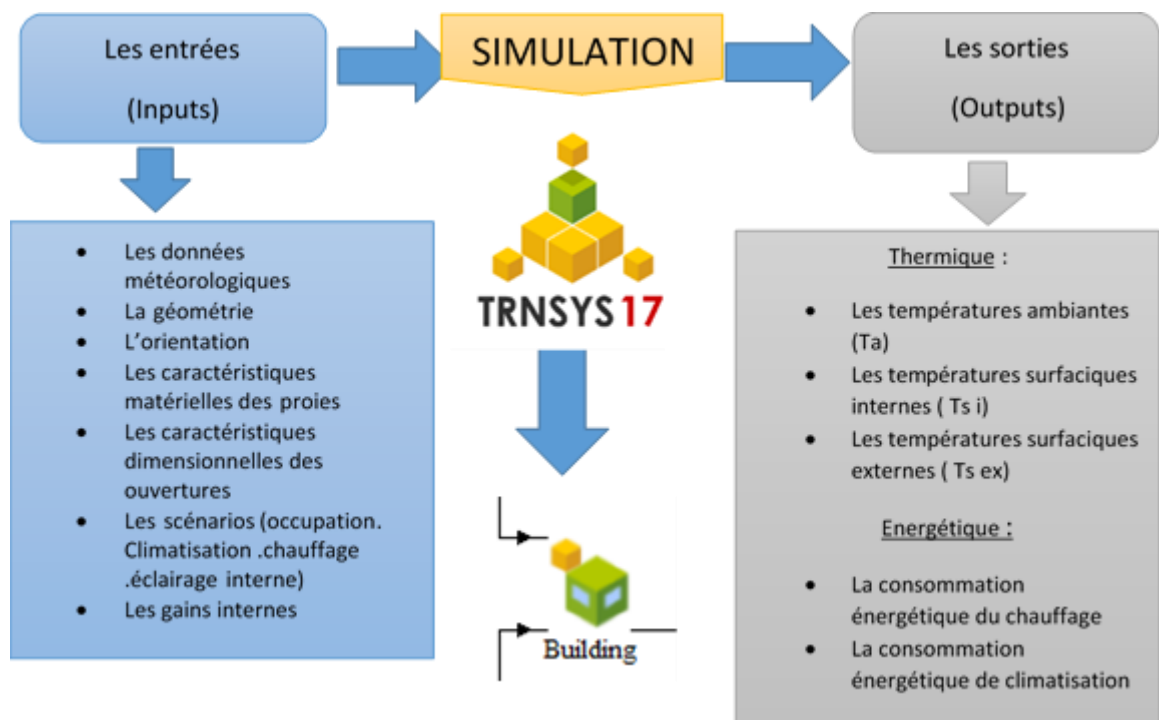 Les entrées
(Inputs)
SIMULATION
Les sorties
(Outputs)
• Les données
météorologiques
• La géométrie
• L'orientation
• Les caractéristiques
matérielles des proies
• Les caractéristiques
dimensionnelles des
ouvertures
• Les scénarios (occupation.
Climatisation .chauffage
.éclairage interne)
• Les gains internes
TRNSYS 17
Building
Thermique :
• Les températures ambiantes
(Ta)
• Les températures surfaciques
internes ( Ts i)
• Les températures surfaciques
externes ( Ts ex)
Energétique :
• La consommation
énergétique du chauffage
• La consommation
énergétique de climatisation